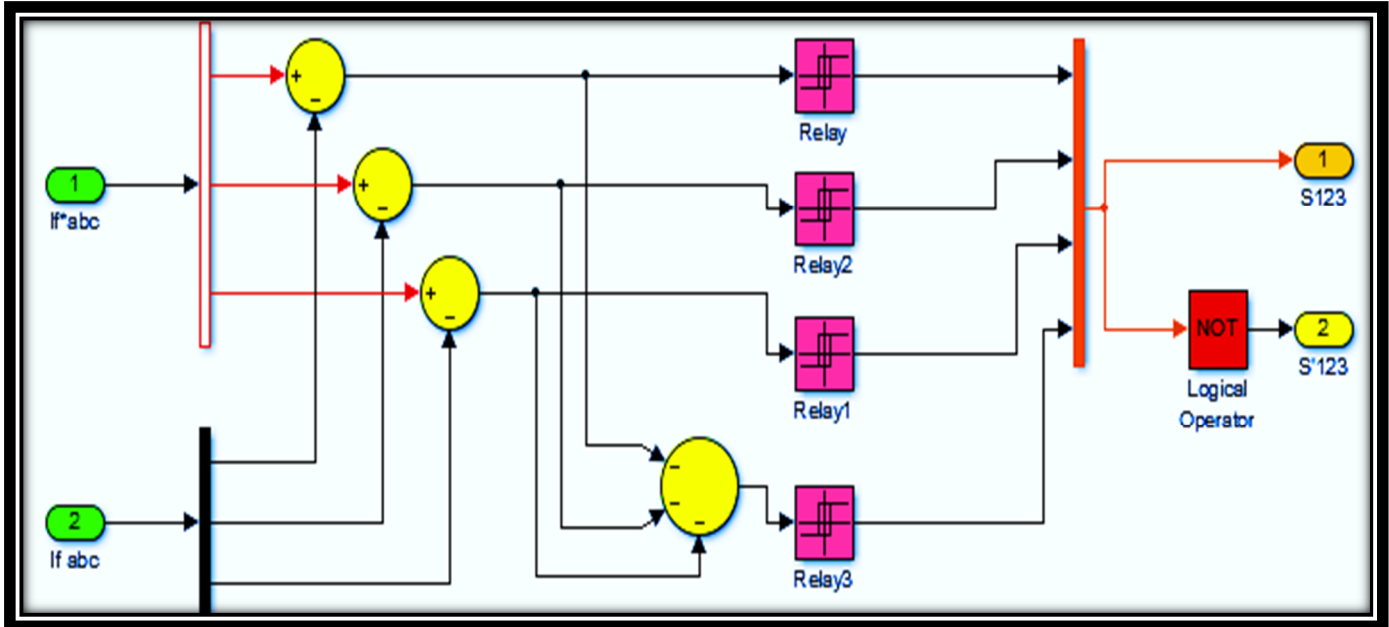 +
−
Relay
1
If*abc
+
−
1
S123
Relay2
+
−
NOT
2
S'123
Relay1
Logical
Operator
−
−
−
2
If abc
Relay3